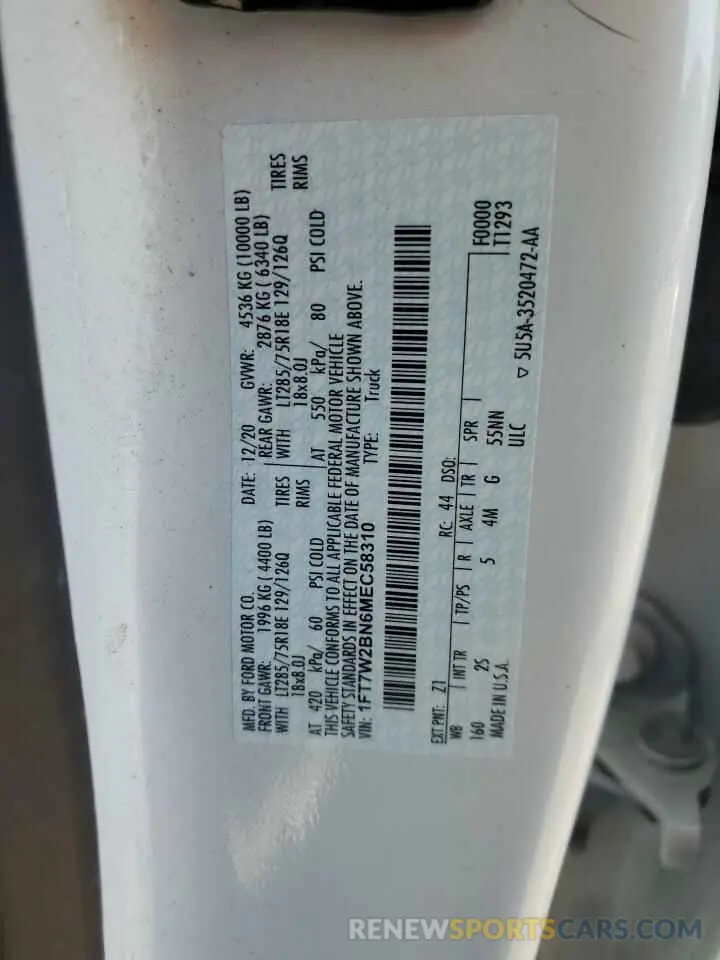 MFD. BY FORD MOTOR CO.
DATE: 12/20 GVWR: 4536 KG (10000 LB)
FRONT GAWR: 1996 KG ( 4400 LB) REAR GAWR: 2876 KG ( 6340 LB)
WITH LT285/75R18E 129/126Q TIRES WITH LT285/75R18E 129/126Q TIRES
18x8.0J RIMS 18x8.0J RIMS
AT 420 kPa/ 60 PSI COLD AT 550 kPa/ 80 PSI COLD
THIS VEHICLE CONFORMS TO ALL APPLICABLE FEDERAL MOTOR VEHICLE
SAFETY STANDARDS IN EFFECT ON THE DATE OF MANUFACTURE SHOWN ABOVE.
VIN: 1FT7W2BN6MEC58310 TYPE: Truck
EXT PNT: Z1 RC: 44 DSO: F0000
WB INT TR TP/PS R AXLE TR SPR T1293
160 2S 5 4M G 55NN
MADE IN U.S.A. ULC ▽ 5U5A-3520472-AA
RENEWSPORTSCARS.COM